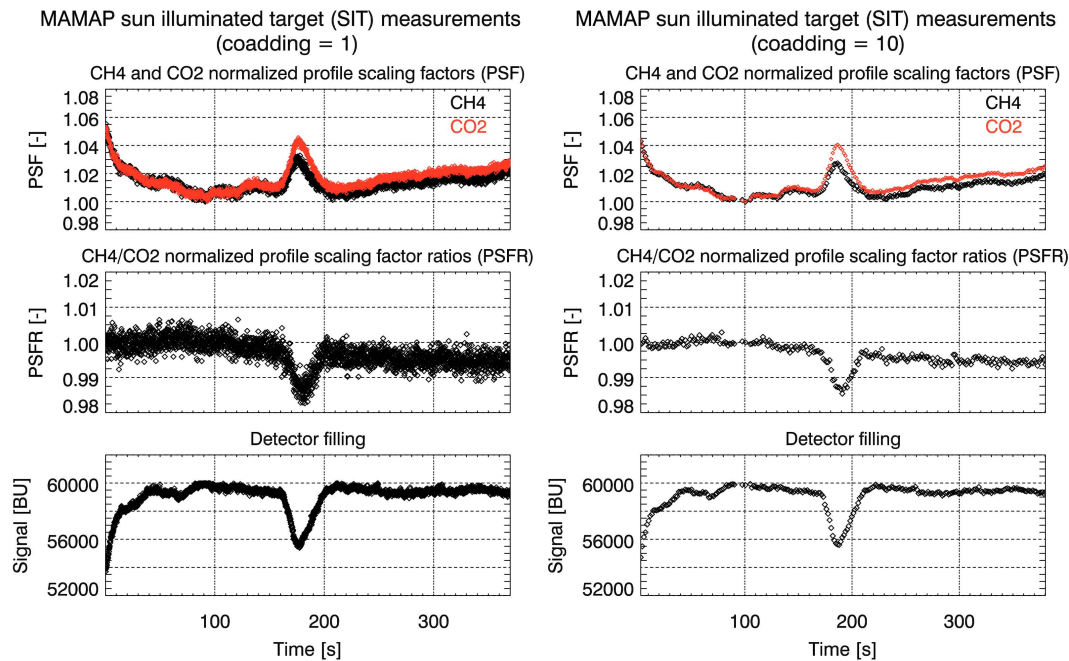 MAMAP sun illuminated target (SIT) measurements
(coadding = 1)
CH4 and CO2 normalized profile scaling factors (PSF)
1.08
1.06
1.04
1.02
1.00
0.98
PSF [-]
CH4
CO2
CH4/CO2 normalized profile scaling factor ratios (PSFR)
1.02
1.01
1.00
0.99
0.98
PSFR [-]
Detector filling
60000
56000
52000
Signal [BU]
100
200
300
Time [s]
MAMAP sun illuminated target (SIT) measurements
(coadding = 10)
CH4 and CO2 normalized profile scaling factors (PSF)
1.08
1.06
1.04
1.02
1.00
0.98
PSF [-]
CH4
CO2
CH4/CO2 normalized profile scaling factor ratios (PSFR)
1.02
1.01
1.00
0.99
0.98
PSFR [-]
Detector filling
60000
56000
52000
Signal [BU]
100
200
300
Time [s]